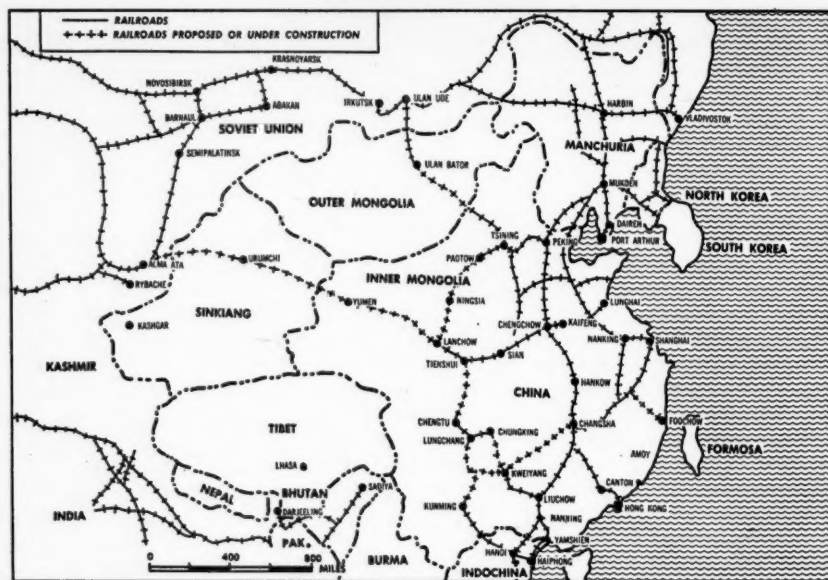 RAILROADS
RAILROADS PROPOSED OR UNDER CONSTRUCTION
KRASNOYARSK
NOVOSIBIRSK
ABAKAN
IRKUTSK
ULAN UBE
HARBIN
VLADIVOSTOK
BARNAUL
SOVIET UNION
SEMIPALATINSK
MANCHURIA
ULAN BATOR
MUKDEN
NORTH KOREA
OUTER MONGOLIA
DAIREN
TSINING
PEKING
PORT ARTHUR
SOUTH KOREA
ALMA ATA
URUMCHI
PAOTOW
INNER MONGOLIA
RYBACHE
YUMEN
NINGSIA
LUNGHAI
SINKIANG
KASHGAR
CHENGCHOW
KAIFENG
NANKING
SHANGHAI
LANCHOW
SIAN
KASHMIR
TIENSHUI
CHINA
HANKOW
TIBET
CHENGTU
CHUNGKING
CHANGSHA
FOOCHOW
LUNGCHANG
FORMOSA
LHASA
AMOY
KWEIYANG
NEPAL
BHUTAN
SADIYA
CANTON
LIUCHOW
INDIA
DARJEELING
KUNMING
HONG KONG
NANNING
PAK
YAMSHIEN
0 400 800
MILES
BURMA
HANOI
HAIPHONG
INDOCHINA